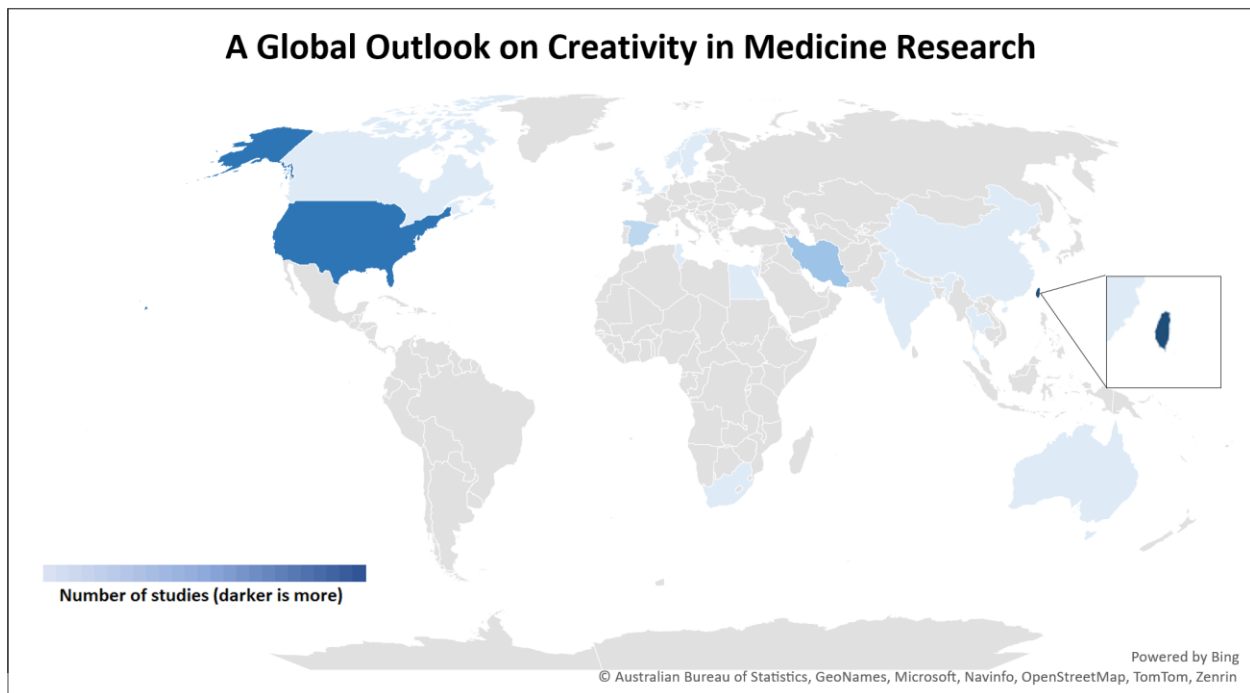 A Global Outlook on Creativity in Medicine Research
Number of studies (darker is more)
Powered by Bing
© Australian Bureau of Statistics, GeoNames, Microsoft, Navinfo, OpenStreetMap, TomTom, Zenrin